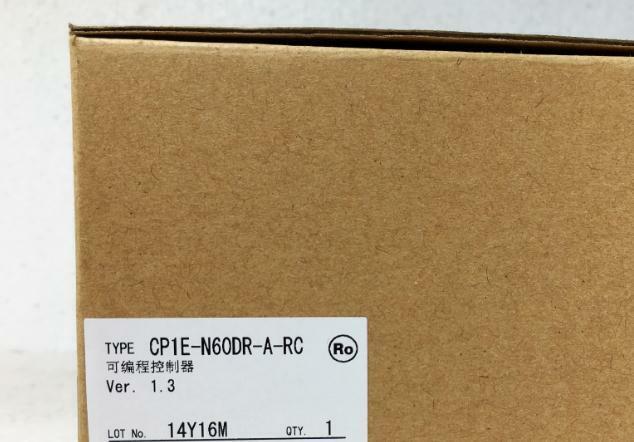 TYPE CP1E-N60DR-A-RC Ro
可编程控制器
Ver. 1.3
LOT No. 14Y16M QTY. 1